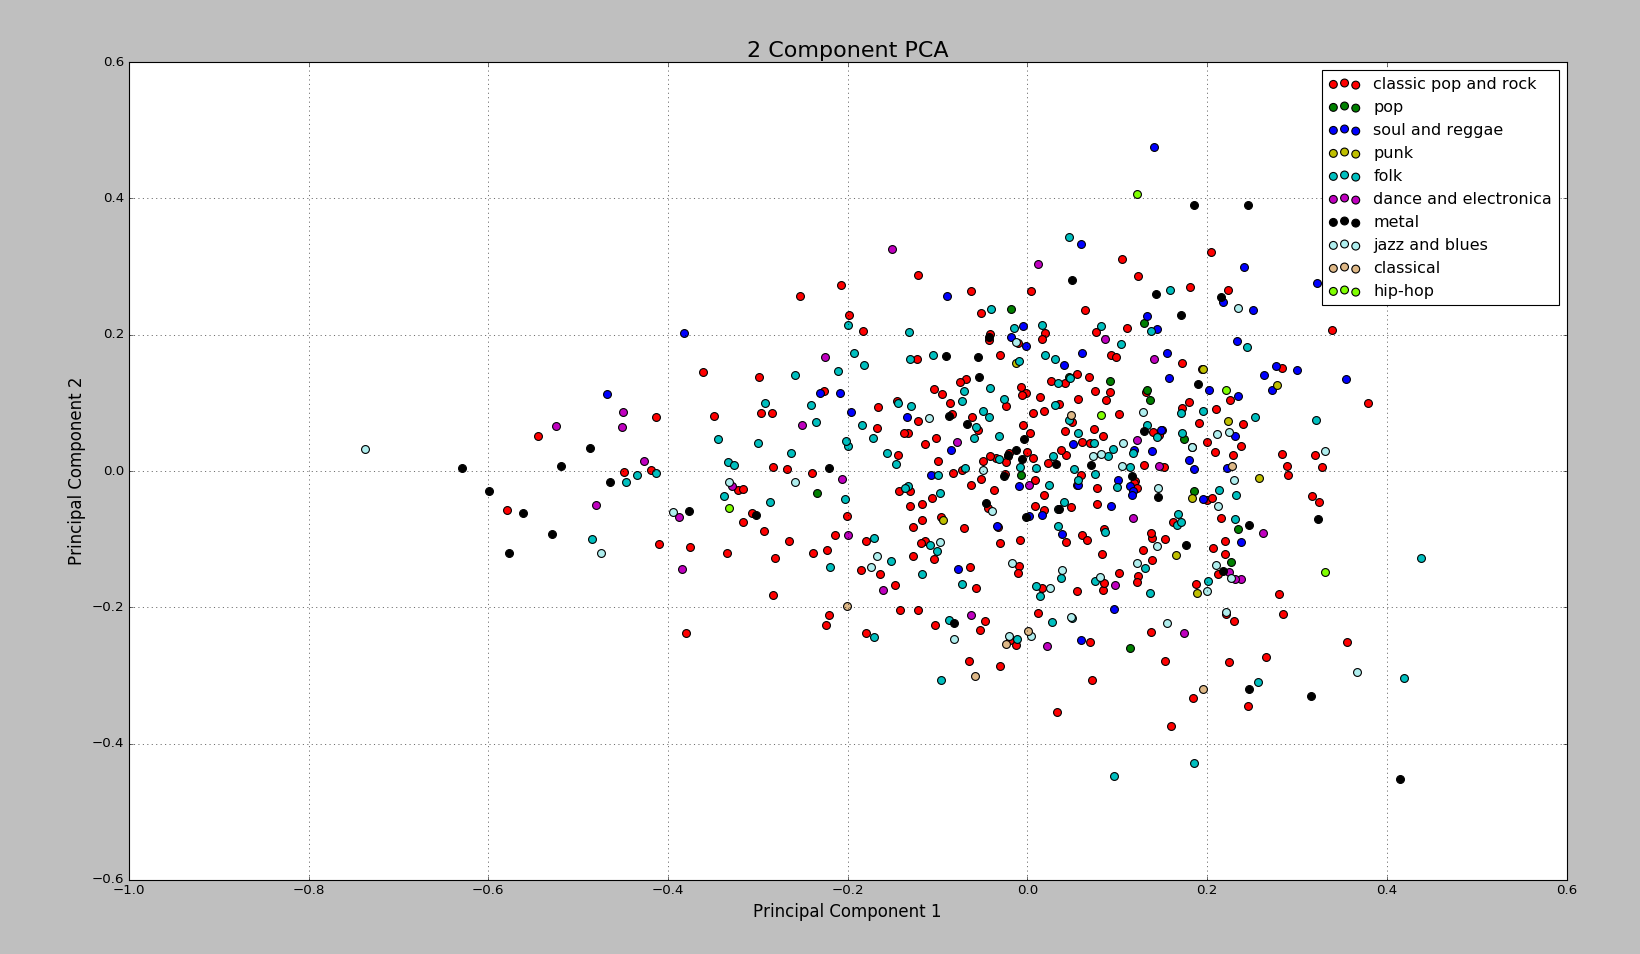 2 Component PCA
0.6
0.4
0.2
0.0
−0.2
−0.4
−0.6
−1.0 −0.8 −0.6 −0.4 −0.2 0.0 0.2 0.4 0.6
Principal Component 1
Principal Component 2
classic pop and rock
pop
soul and reggae
punk
folk
dance and electronica
metal
jazz and blues
classical
hip-hop